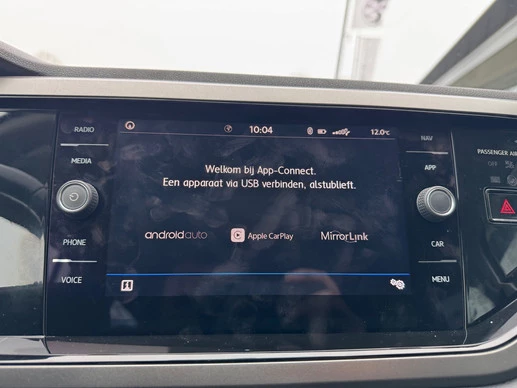 RADIO
MEDIA
PHONE
VOICE
10:04
12.0°C
Welkom bij App-Connect.
Een apparaat via USB verbinden, alstublieft.
androidauto
Apple CarPlay
MirrorLink
NAV
APP
CAR
MENU
PASSENGER AIR
OFF